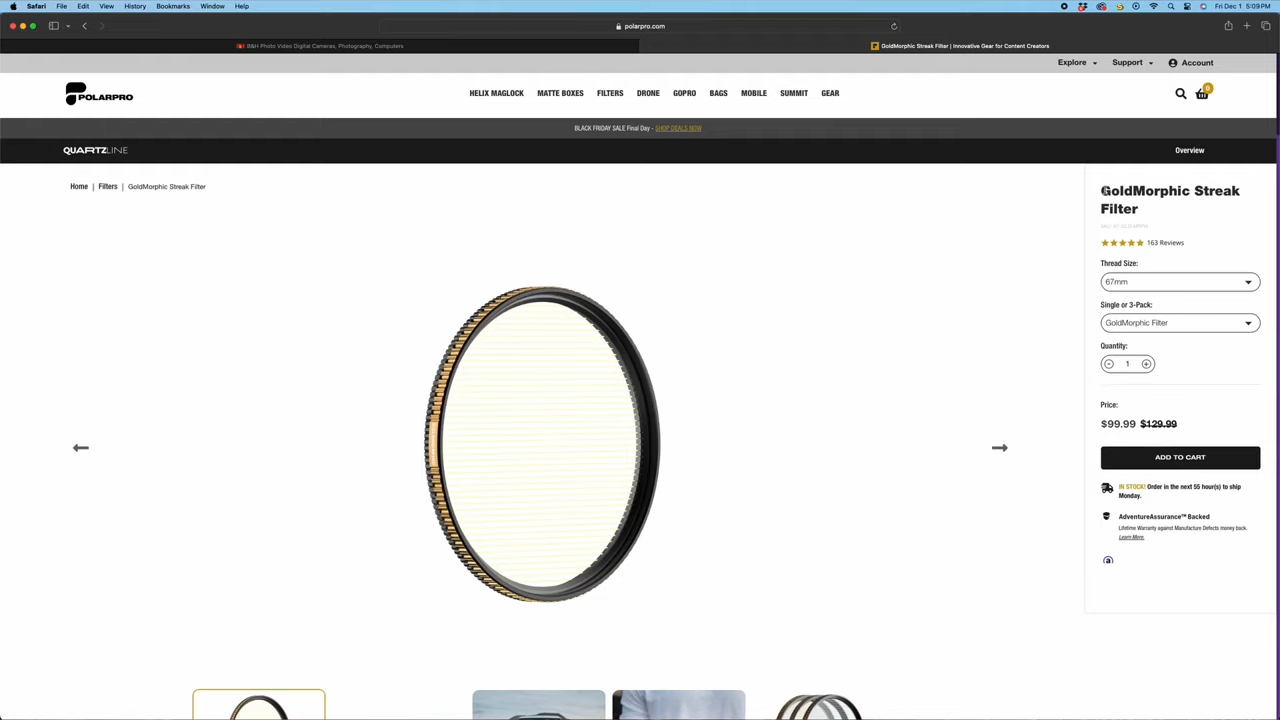 Safari File Edit View History Bookmarks Window Help
Fri Dec 1 5:09 PM
polarpro.com
B&H Photo Video Digital Cameras, Photography, Computers
GoldMorphic Streak Filter | Innovative Gear for Content Creators
Explore Support Account
POLARPRO
HELIX MAGLOCK MATTE BOXES FILTERS DRONE GOPRO BAGS MOBILE SUMMIT GEAR
0
BLACK FRIDAY SALE Final Day - SHOP DEALS NOW
QUARTZLINE
Overview
Home | Filters | GoldMorphic Streak Filter
GoldMorphic Streak
Filter
163 Reviews
Thread Size:
67mm
Single or 3-Pack:
GoldMorphic Filter
Quantity:
1
Price:
$99.99 $129.99
ADD TO CART
IN STOCK! Order in the next 55 hour(s) to ship
Monday.
AdventureAssurance™ Backed
Lifetime Warranty against Manufacture Defects money back.
Learn More.
a